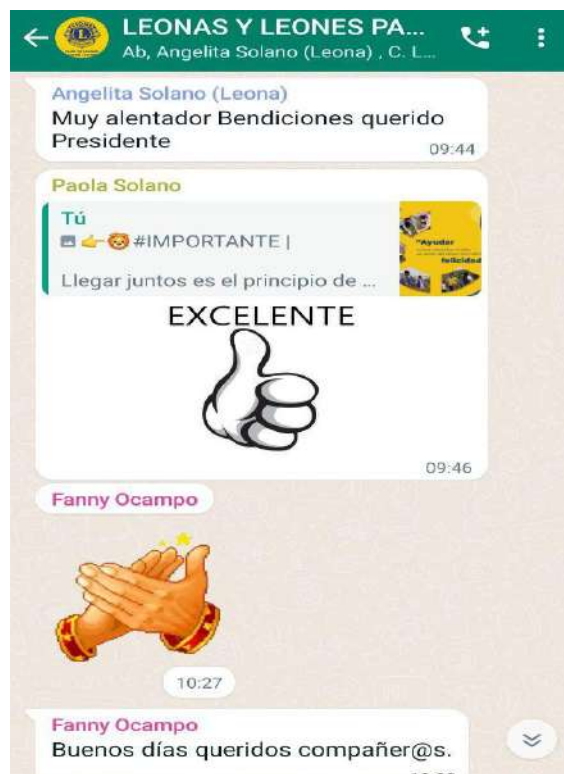 LEONAS Y LEONES PA...
Ab, Angelita Solano (Leona) , C. L...
Angelita Solano (Leona)
Muy alentador Bendiciones querido
Presidente
09:44
Paola Solano
Tú
#IMPORTANTE |
Llegar juntos es el principio de ...
"Ayudar
felicidad
EXCELENTE
09:46
Fanny Ocampo
10:27
Fanny Ocampo
Buenos días queridos compañer@s.